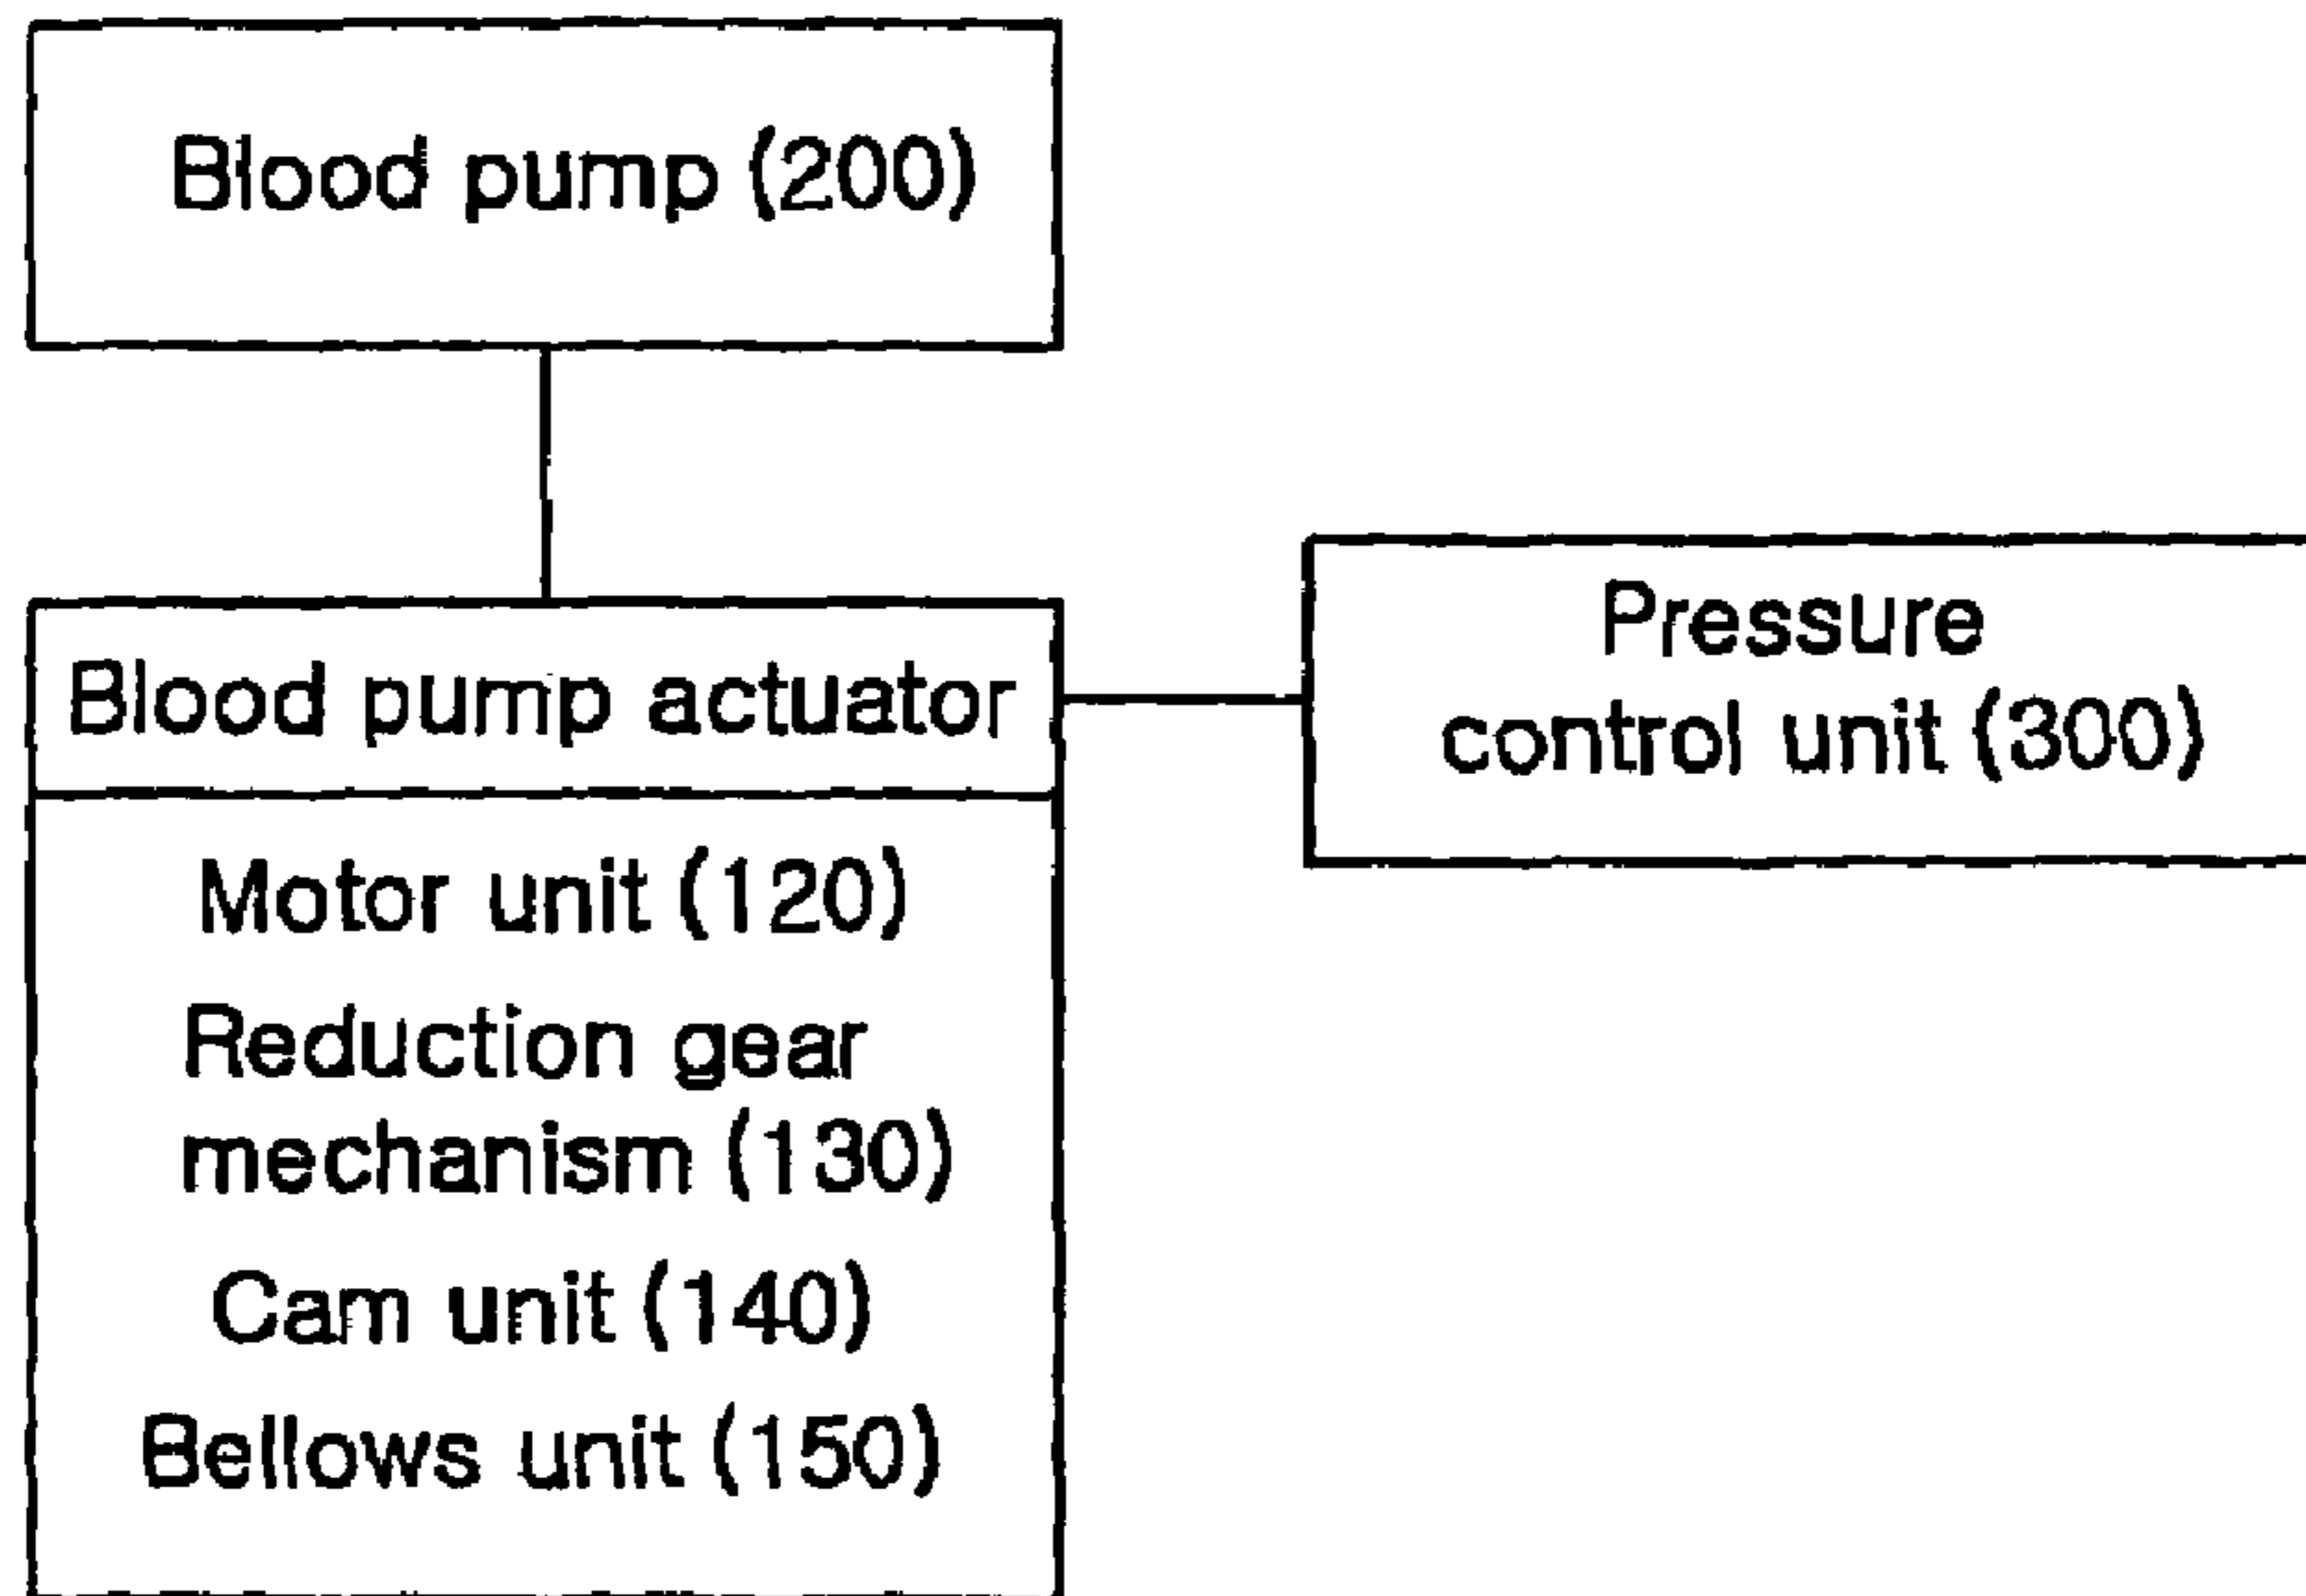 Blood pump (200)
Blood pump actuator
Motor unit (120)
Reduction gear
mechanism (130)
Cam unit (140)
Bellows unit (150)
Pressure
control unit (300)